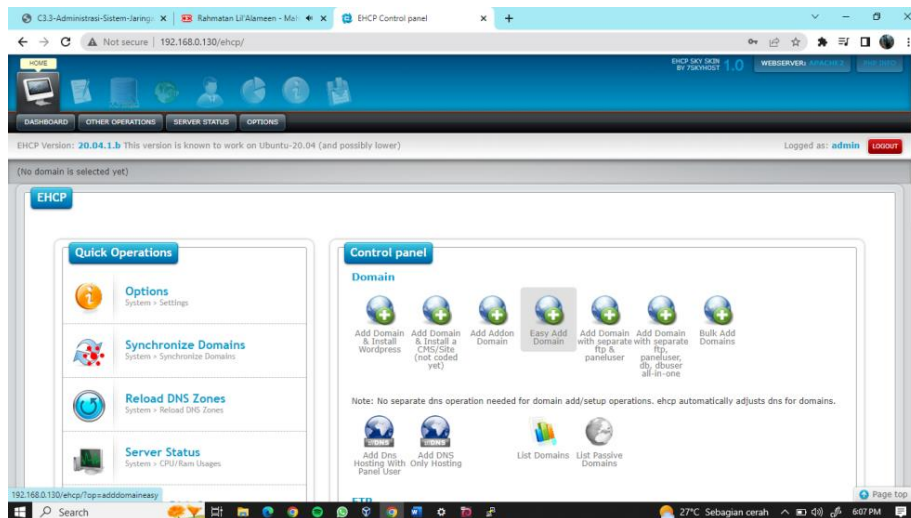 C3.3-Administrasi-Sistem-Jaring
Rahmatan Lil'Alameen - Mah
EHCP Control panel
Not secure | 192.168.0.130/ehcp/
HOME
EHCP SKY SKIN
BY 7SKYHOST
1.0
WEBSERVER: APACHE2
PHP INFO
DASHBOARD OTHER OPERATIONS SERVER STATUS OPTIONS
EHCP Version: 20.04.1.b This version is known to work on Ubuntu-20.04 (and possibly lower)
Logged as: admin LOGOUT
(No domain is selected yet)
EHCP
Quick Operations
Options
System » Settings
Synchronize Domains
System » Synchronize Domains
Reload DNS Zones
System » Reload DNS Zones
Server Status
System » CPU/Ram Usages
Control panel
Domain
Add Domain
& Install
Wordpress
Add Domain
& Install a
CMS/Site
(not coded
yet)
Add Addon
Domain
Easy Add
Domain
Add Domain
with separate
ftp &
paneluser
Add Domain
with separate
ftp,
paneluser,
db, dbuser
all-in-one
Bulk Add
Domains
Note: No separate dns operation needed for domain add/setup operations. ehcp automatically adjusts dns for domains.
Add Dns
Hosting With
Panel User
Add DNS
Only Hosting
List Domains
List Passive
Domains
FTP
192.168.0.130/ehcp/?op=adddomaineasy
Page top
Search
27°C Sebagian cerah
6:07 PM